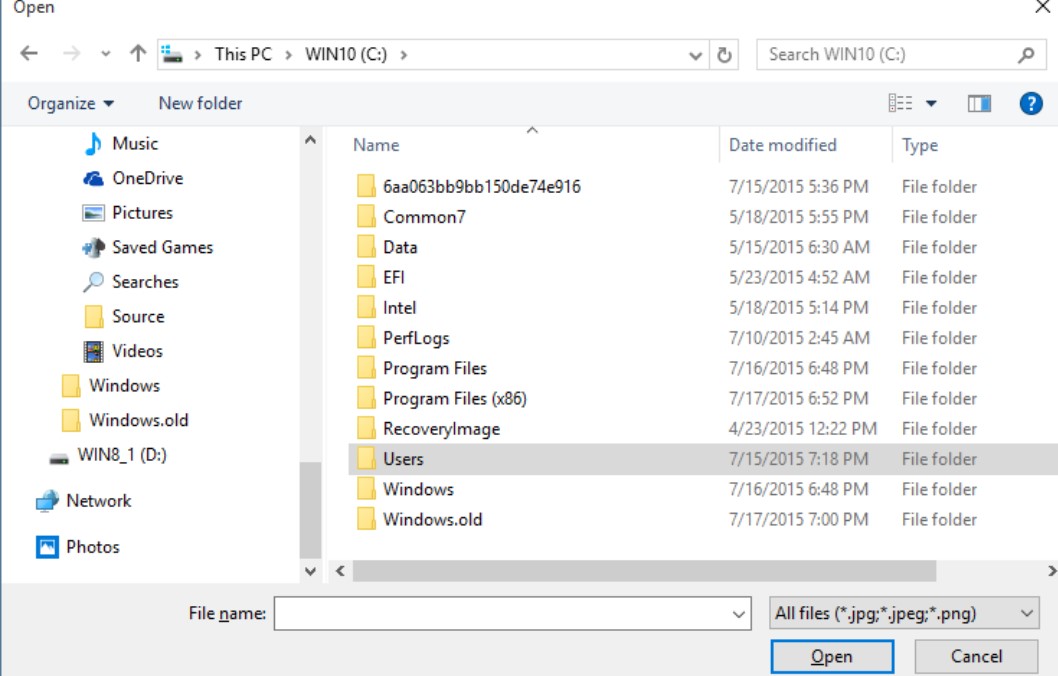 Open
This PC > WIN10 (C:) >
Search WIN10 (C:)
Organize
New folder
Music
OneDrive
Pictures
Saved Games
Searches
Source
Videos
Windows
Windows.old
WIN8_1 (D:)
Network
Photos
Name Date modified Type
6aa063bb9bb150de74e916 7/15/2015 5:36 PM File folder
Common7 5/18/2015 5:55 PM File folder
Data 5/15/2015 6:30 AM File folder
EFI 5/23/2015 4:52 AM File folder
Intel 5/18/2015 5:14 PM File folder
PerfLogs 7/10/2015 2:45 AM File folder
Program Files 7/16/2015 6:48 PM File folder
Program Files (x86) 7/17/2015 6:52 PM File folder
RecoveryImage 4/23/2015 12:22 PM File folder
Users 7/15/2015 7:18 PM File folder
Windows 7/16/2015 6:48 PM File folder
Windows.old 7/17/2015 7:00 PM File folder
File name:
All files (*.jpg;*.jpeg;*.png)
Open
Cancel